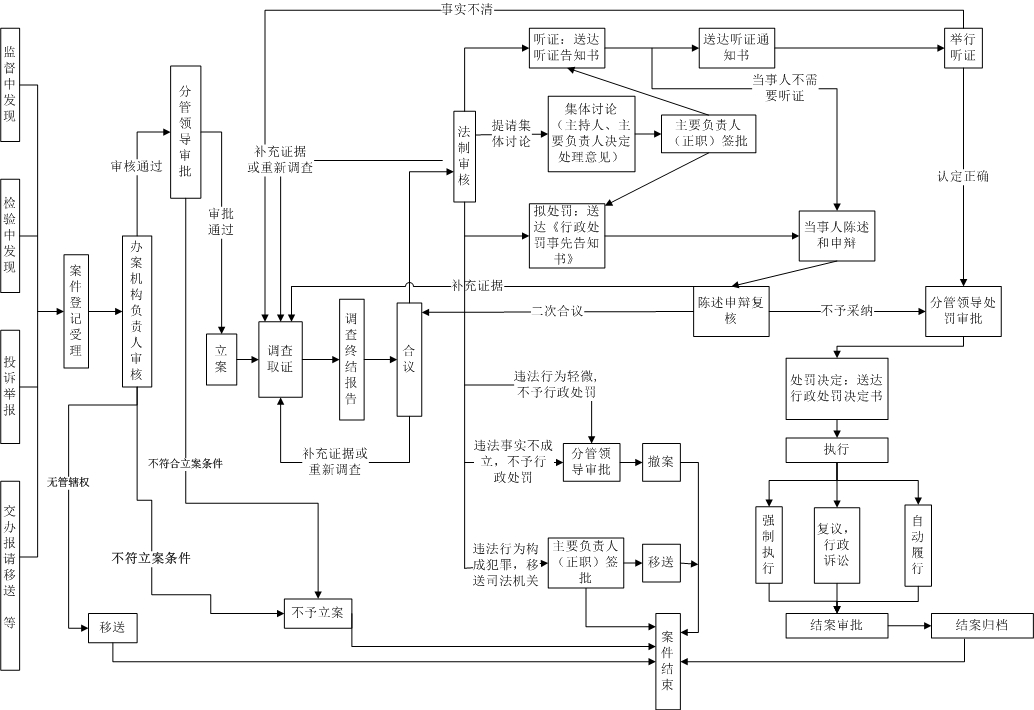 事实不清
监
督
中
发
现
检
验
中
发
现
投
诉
举
报
交
办
报
请
移
送
等
案
件
登
记
受
理
办
案
机
构
负
责
人
审
核
审核通过
分
管
领
导
审
批
审批
通过
无管辖权
不符立案条件
不符合立案条件
移送
不予立案
立
案
调查
取证
补充证据
或重新调查
调
查
终
结
报
告
合
议
补充证据或
重新调查
法
制
审
核
提请集
体讨论
听证：送达
听证告知书
送达听证通
知书
举行
听证
当事人不需
要听证
集体讨论
（主持人、主
要负责人决定
处理意见）
主要负责人
（正职）签批
拟处罚：送
达《行政处
罚事先告知
书》
当事人陈述
和申辩
认定正确
补充证据
二次合议
陈述申辩复
核
不予采纳
分管领导处
罚审批
违法行为轻微，
不予行政处罚
违法事实不成
立，不予行
政处罚
分管领
导审批
撤案
违法行为构
成犯罪，移
送司法机关
主要负责人
（正职）签
批
移送
处罚决定：送达
行政处罚决定书
执行
强
制
执
行
复议，
行政
诉讼
自
动
履
行
结案审批
结案归档
案
件
结
束